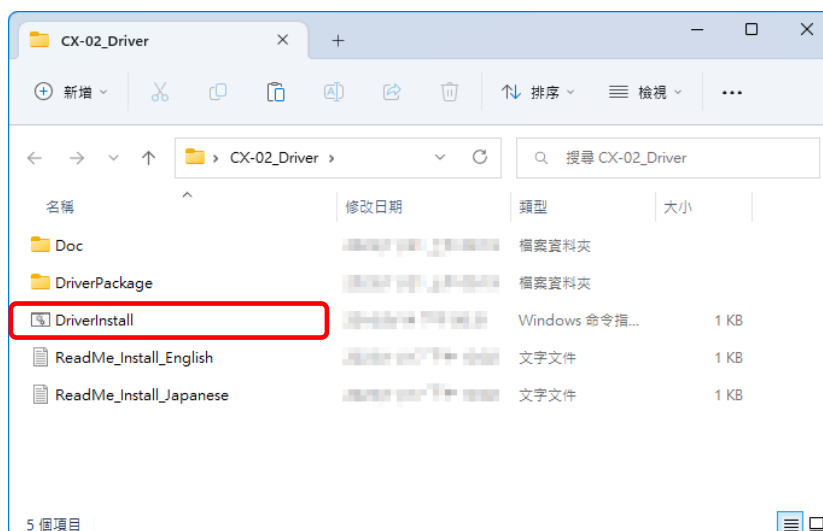 CX-02_Driver
新增
排序
檢視
CX-02_Driver
搜尋 CX-02_Driver
名稱 修改日期 類型 大小
Doc 檔案資料夾
DriverPackage 檔案資料夾
DriverInstall Windows 命令指... 1 KB
ReadMe_Install_English 文字文件 1 KB
ReadMe_Install_Japanese 文字文件 1 KB
5 個項目